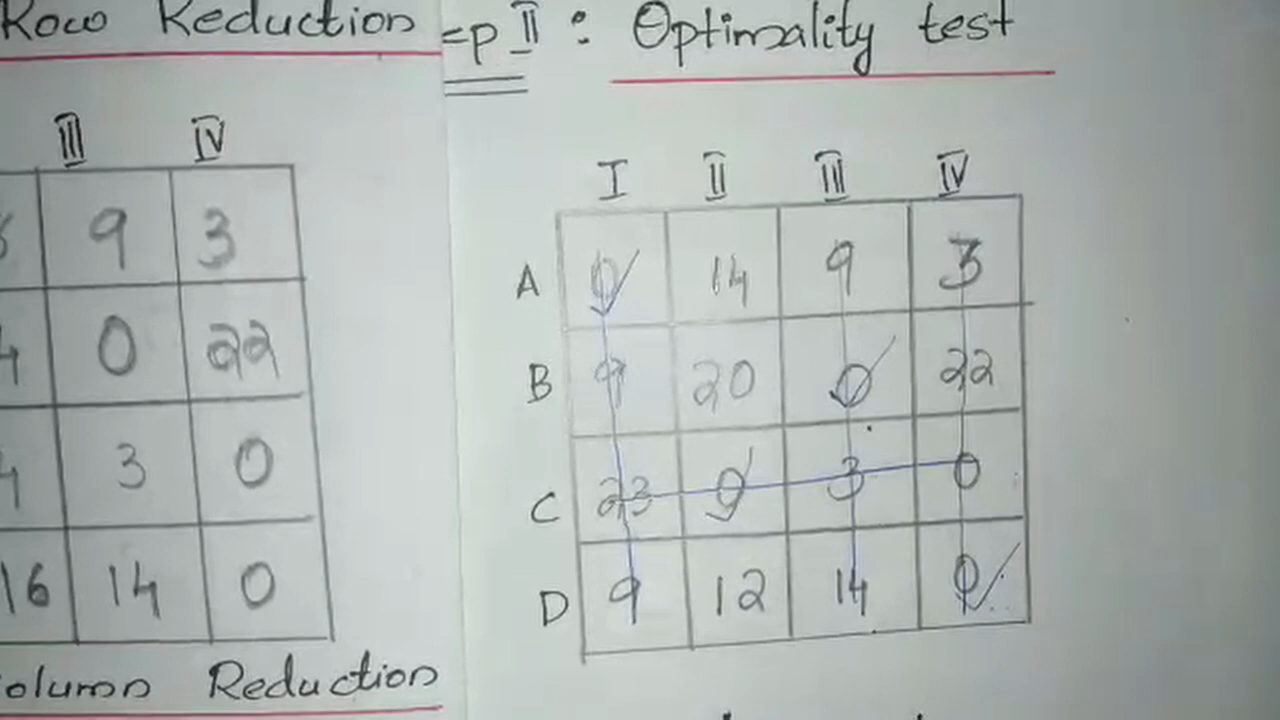 Row Reduction
III IV
9 3
0 22
3 0
16 14 0
Column Reduction
II : Optimality test
I II III IV
A 0 14 9 3
B 9 20 0 22
C 23 0 3 0
D 9 12 14 0